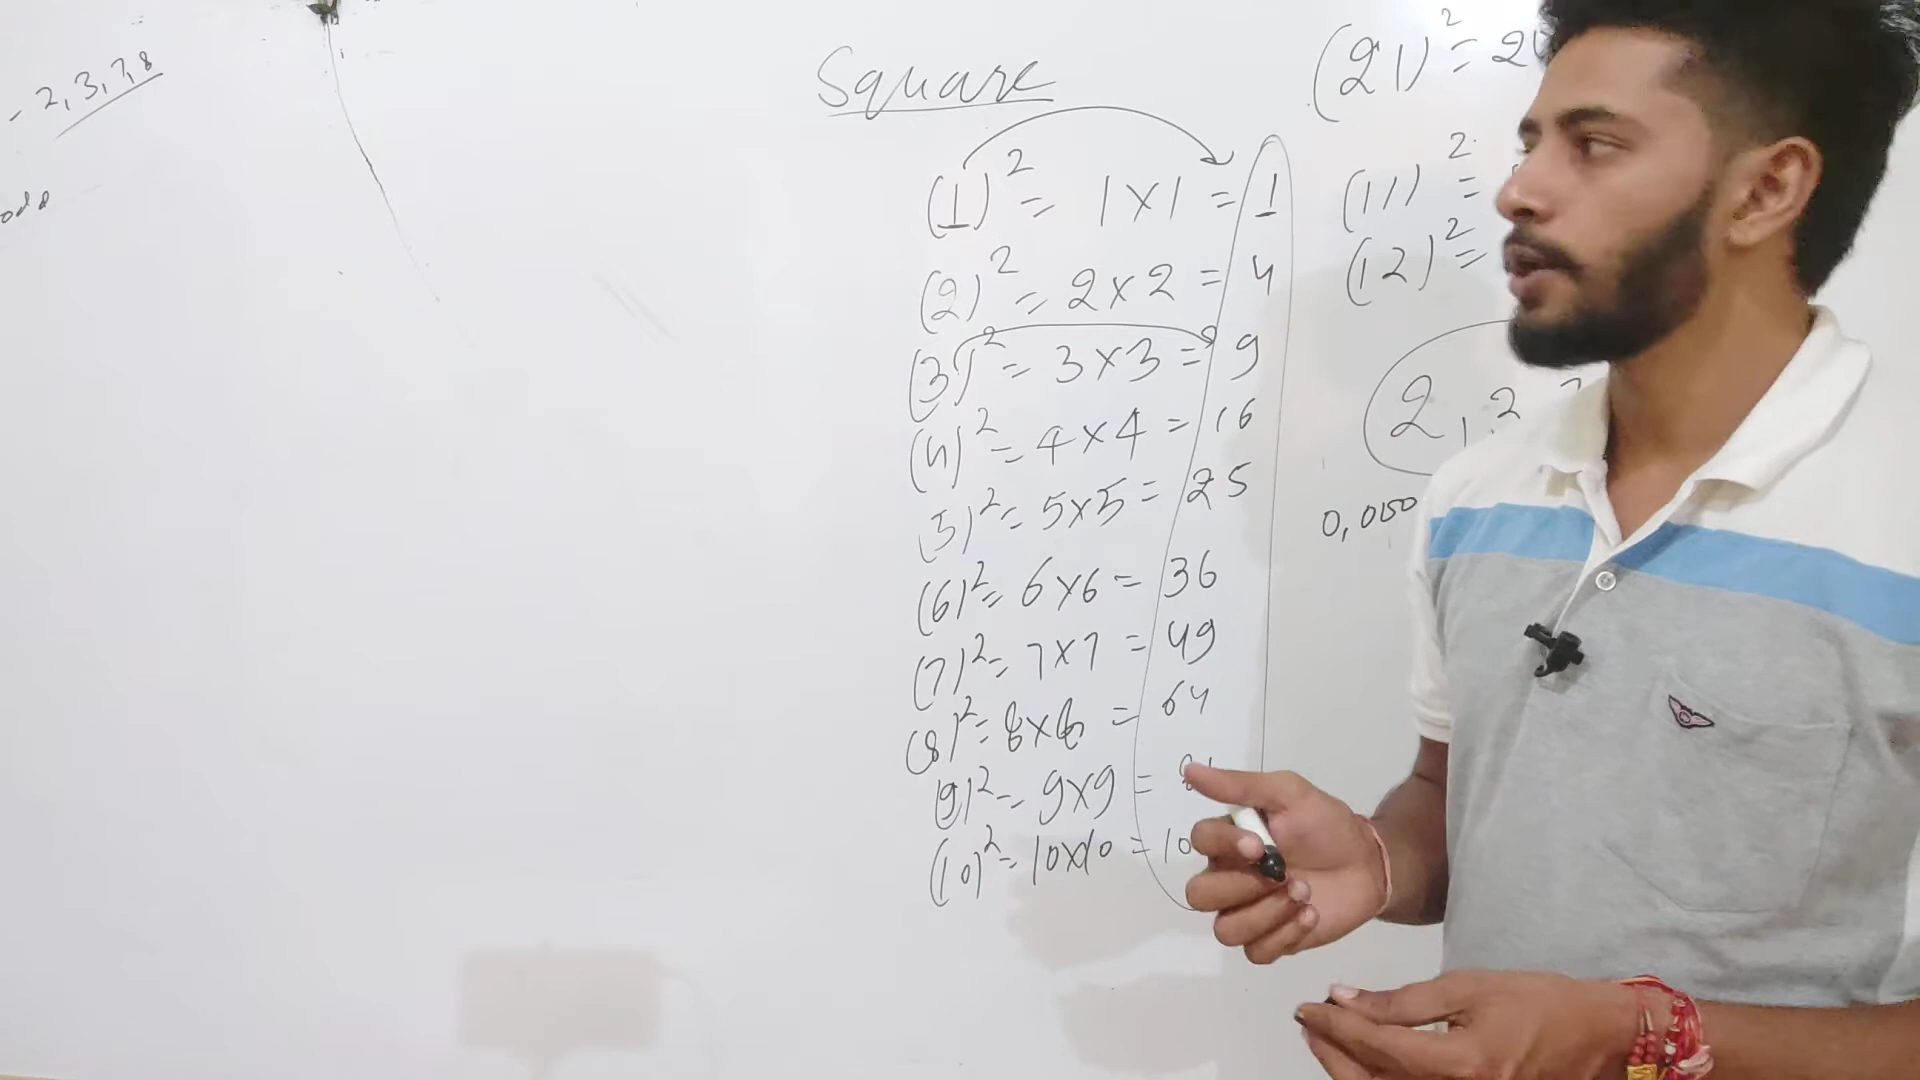 - 2, 3, 7, 8
Square
(1)² = 1 x 1 = 1
(2)² = 2 x 2 = 4
(3)² = 3 x 3 = 9
(4)² = 4 x 4 = 16
(5)² = 5 x 5 = 25
(6)² = 6 x 6 = 36
(7)² = 7 x 7 = 49
(8)² = 8 x 8 = 64
(9)² = 9 x 9 =
(10)² = 10 x 10 = 10
(21)² = 2
(11)² =
(12)² =
2,
0,